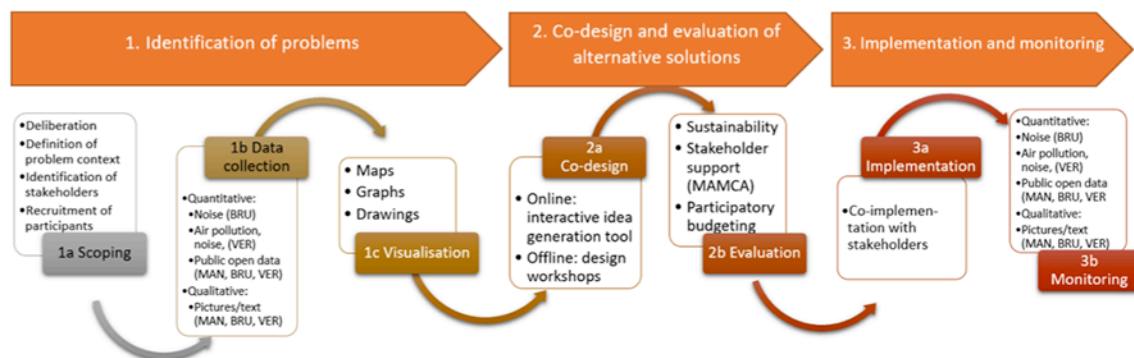 1. Identification of problems
2. Co-design and evaluation of
alternative solutions
3. Implementation and monitoring
•Deliberation
•Definition of
problem context
•Identification of
stakeholders
•Recruitment of
participants
1a Scoping
1b Data
collection
•Quantitative:
•Noise (BRU)
•Air pollution,
noise, (VER)
•Public open data
(MAN, BRU, VER)
•Qualitative:
•Pictures/text
(MAN, BRU, VER)
• Maps
• Graphs
• Drawings
1c Visualisation
2a
Co-design
• Online:
interactive idea
generation tool
• Offline: design
workshops
• Sustainability
• Stakeholder
support
(MAMCA)
• Participatory
budgeting
2b Evaluation
3a
Implementation
• Co-implemen-
tation with
stakeholders
• Quantitative:
•Noise (BRU)
•Air pollution,
noise, (VER)
•Public open data
(MAN, BRU, VER
•Qualitative:
•Pictures/text
(MAN, BRU, VER)
3b
Monitoring